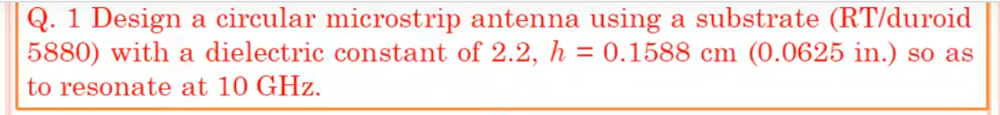 Q. 1 Design a circular microstrip antenna using a substrate (RT/duroid
5880) with a dielectric constant of 2.2, h = 0.1588 cm (0.0625 in.) so as
to resonate at 10 GHz.